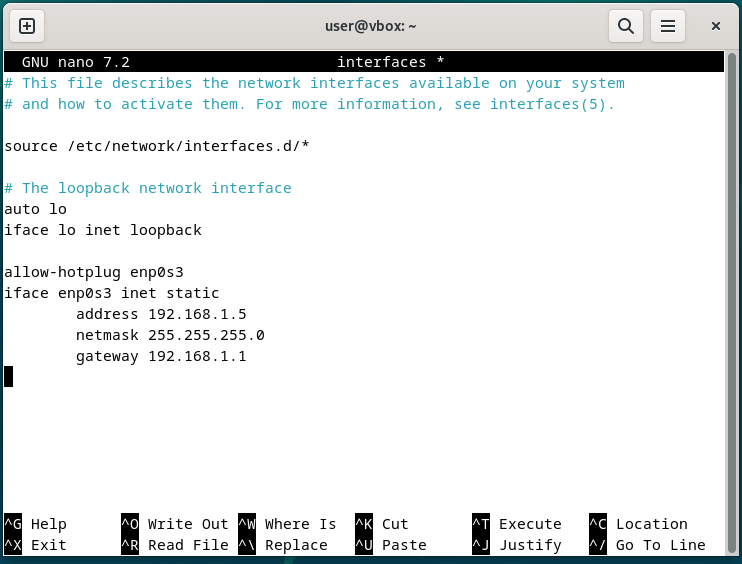 user@vbox: ~
GNU nano 7.2 interfaces *
# This file describes the network interfaces available on your system
# and how to activate them. For more information, see interfaces(5).
source /etc/network/interfaces.d/*
# The loopback network interface
auto lo
iface lo inet loopback
allow-hotplug enp0s3
iface enp0s3 inet static
        address 192.168.1.5
        netmask 255.255.255.0
        gateway 192.168.1.1
^G Help ^O Write Out ^W Where Is ^K Cut ^T Execute ^C Location
^X Exit ^R Read File ^\ Replace ^U Paste ^J Justify ^/ Go To Line